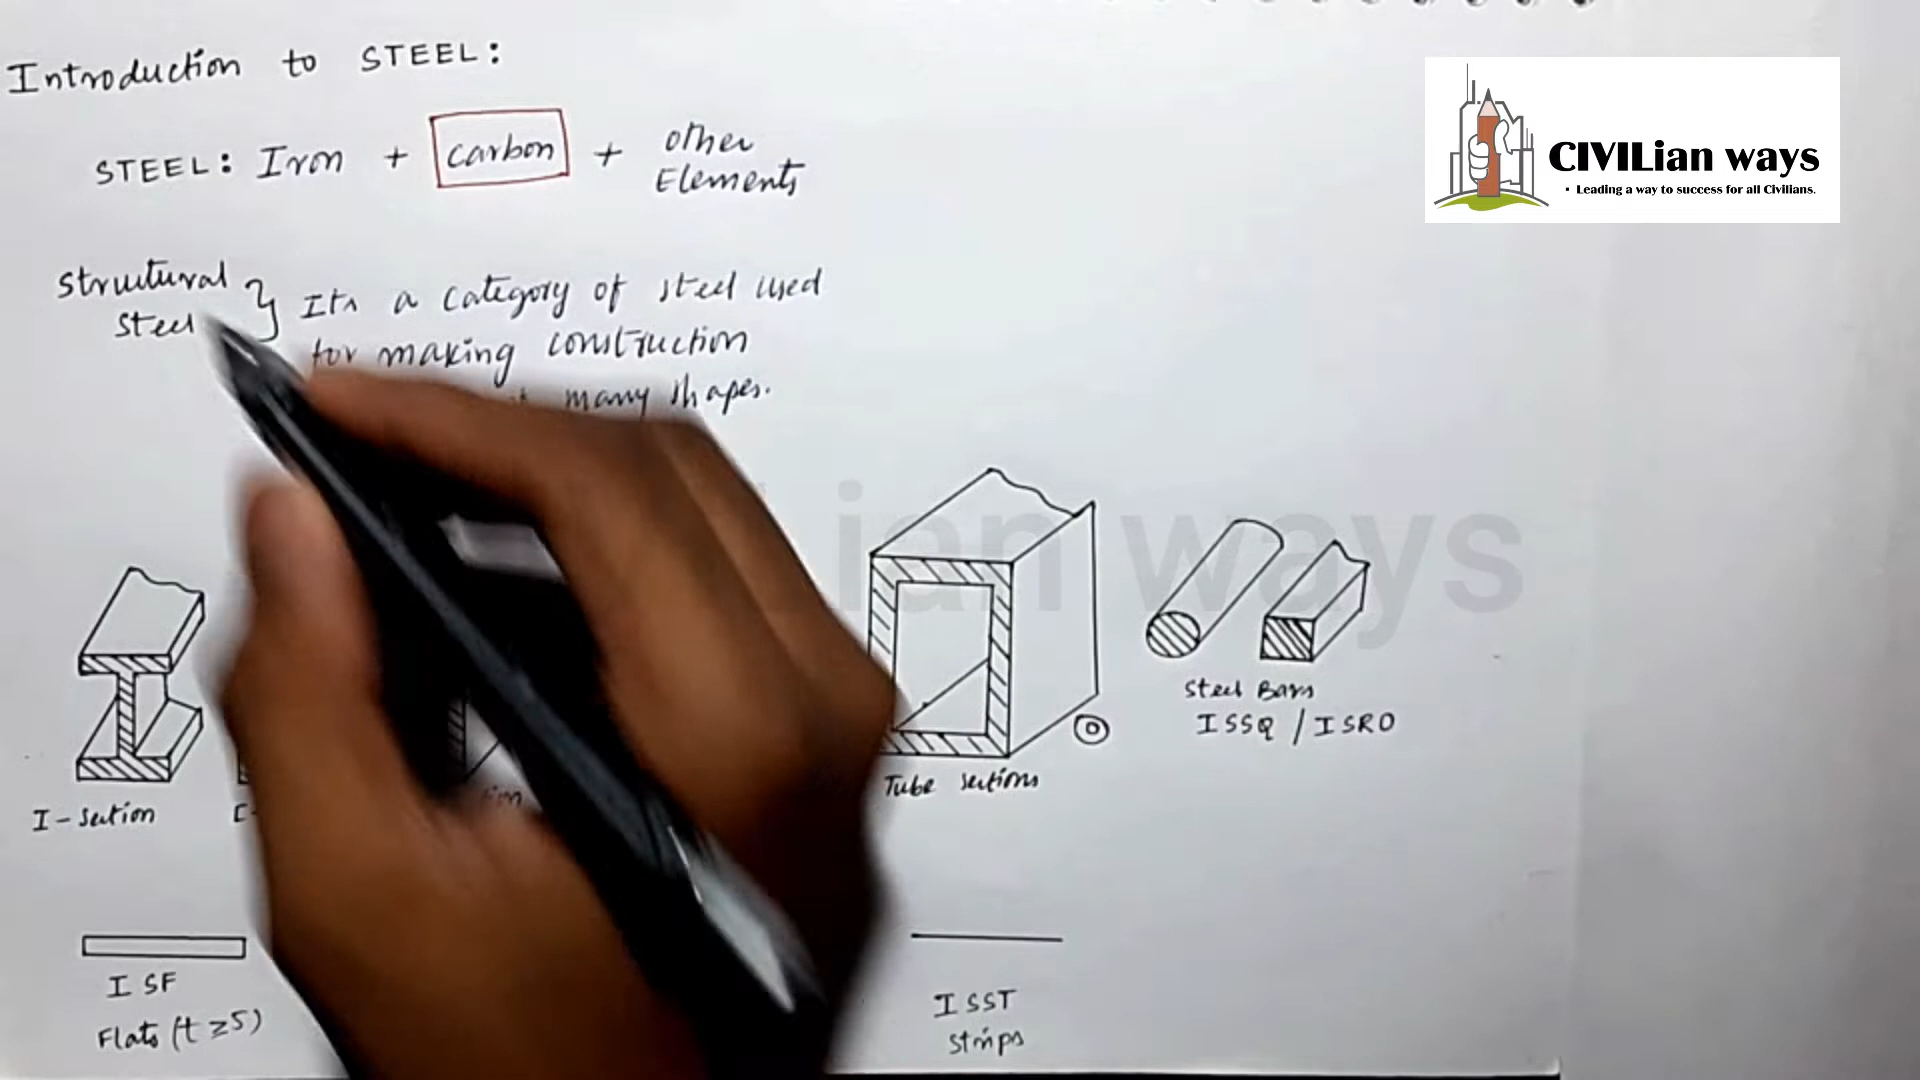 Introduction to STEEL:
STEEL: Iron + carbon + other Elements
Structural Steel } Its a category of steel used
for making construction
many shapes.
I-section
Tube sections
Steel Bars
ISSQ / ISRO
ISF
Flats (t ≥ 5)
ISST
Strips
CIVILian ways
• Leading a way to success for all Civilians.
Lian ways